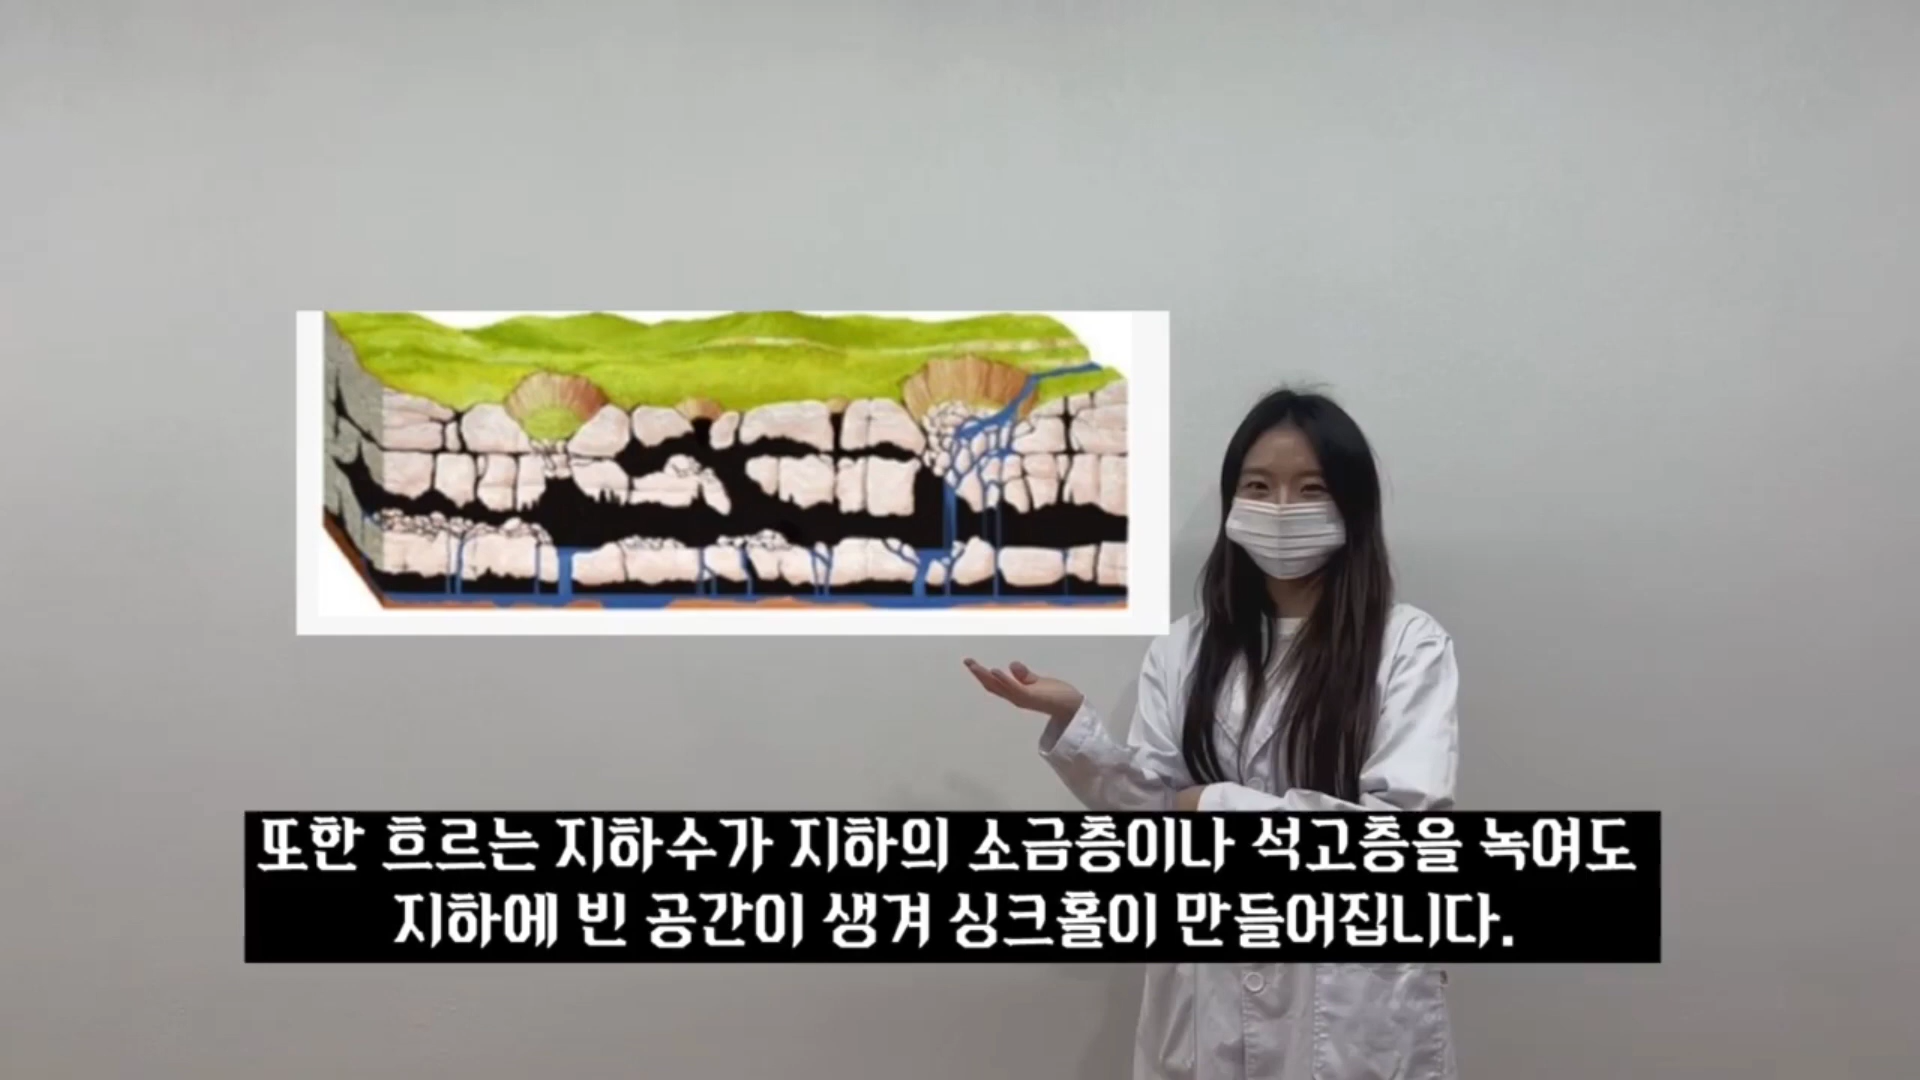 또한 흐르는 지하수가 지하의 소금층이나 석고층을 녹여도
지하에 빈 공간이 생겨 싱크홀이 만들어집니다.